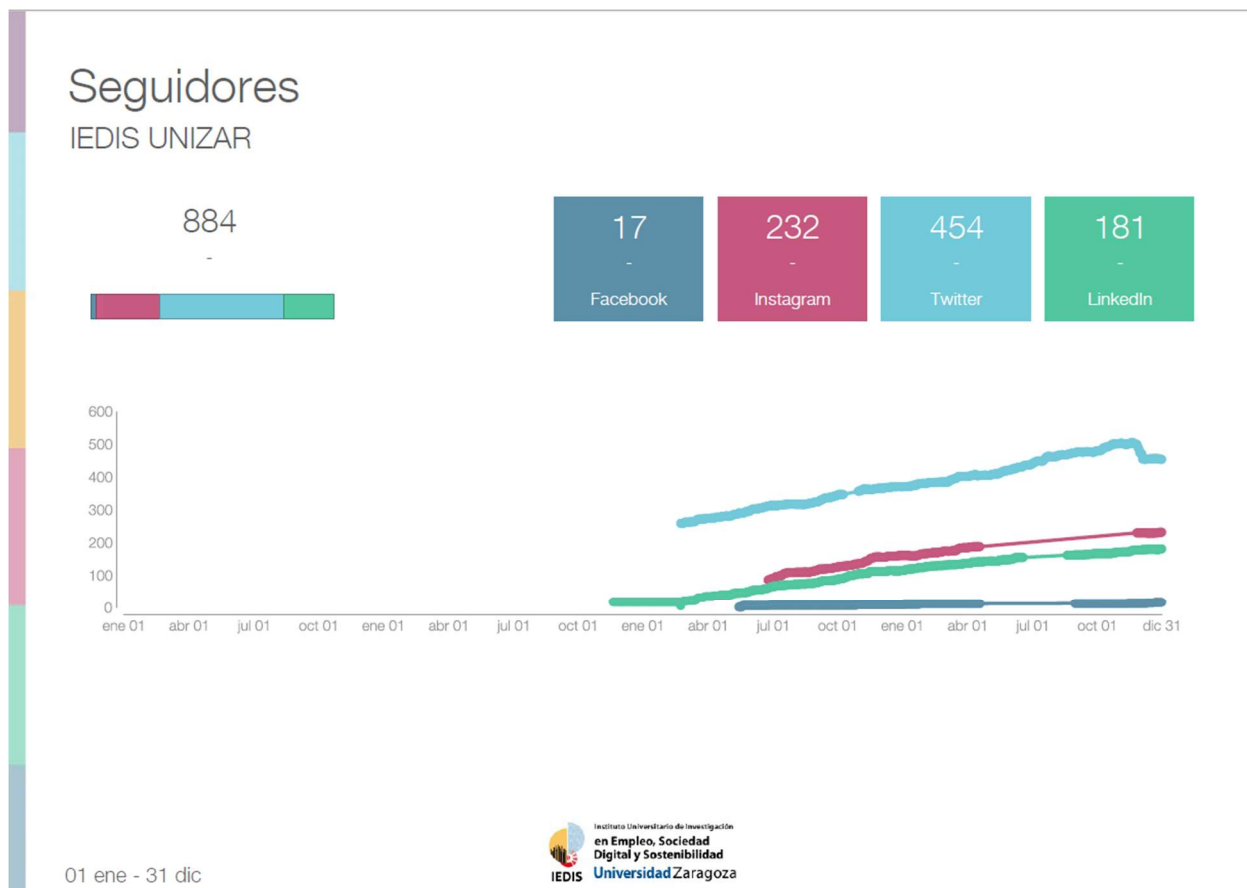 Seguidores
IEDIS UNIZAR
884
-
17
-
Facebook
232
-
Instagram
454
-
Twitter
181
-
LinkedIn
600
500
400
300
200
100
0
ene 01 abr 01 jul 01 oct 01 ene 01 abr 01 jul 01 oct 01 ene 01 abr 01 jul 01 oct 01 ene 01 abr 01 jul 01 oct 01 dic 31
01 ene - 31 dic
IEDIS
Instituto Universitario de Investigación
en Empleo, Sociedad
Digital y Sostenibilidad
Universidad Zaragoza